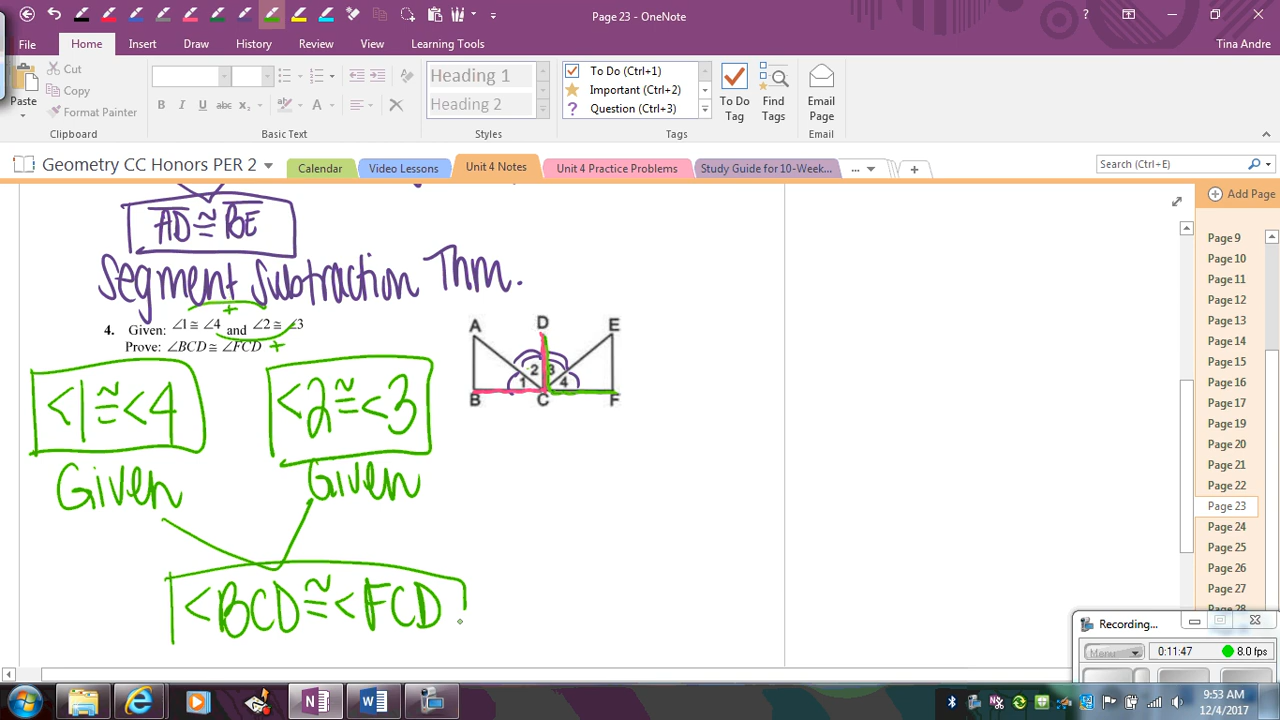 Page 23 - OneNote
?
File Home Insert Draw History Review View Learning Tools
Tina Andre
Paste
Cut
Copy
Format Painter
Clipboard
B I U abc x₂ A
Basic Text
Heading 1
Heading 2
Styles
To Do (Ctrl+1)
Important (Ctrl+2)
? Question (Ctrl+3)
Tags
To Do Tag
Find Tags
Email Page
Email
Geometry CC Honors PER 2
Calendar Video Lessons Unit 4 Notes Unit 4 Practice Problems Study Guide for 10-Week... ...
Search (Ctrl+E)
AD ≅ BE
Segment Subtraction Thm.
+
4. Given: ∠1 ≅ ∠4 and ∠2 ≅ ∠3
Prove: ∠BCD ≅ ∠FCD +
A D E
1 2 3 4
B C F
<1 ≅ <4 <2 ≅ <3
Given Given
<BCD ≅ <FCD
Add Page
Page 9
Page 10
Page 11
Page 12
Page 13
Page 14
Page 15
Page 16
Page 17
Page 18
Page 19
Page 20
Page 21
Page 22
Page 23
Page 24
Page 25
Page 26
Page 27
Page 28
Recording...
Menu 0:11:47 8.0 fps
9:53 AM
12/4/2017